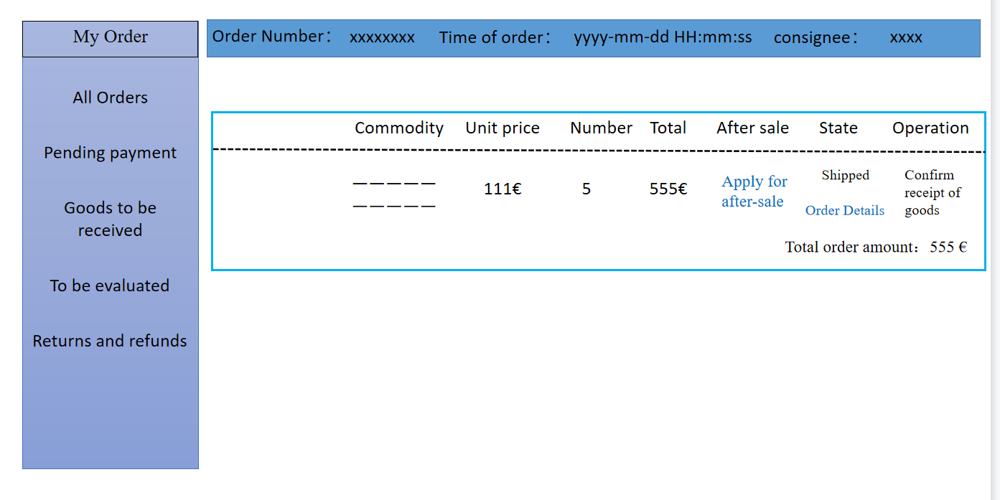 My Order
All Orders
Pending payment
Goods to be
received
To be evaluated
Returns and refunds
Order Number： xxxxxxxx Time of order： yyyy-mm-dd HH:mm:ss consignee： xxxx
Commodity Unit price Number Total After sale State Operation
—————
—————
111€ 5 555€
Apply for
after-sale
Shipped
Order Details
Confirm
receipt of
goods
Total order amount：555 €